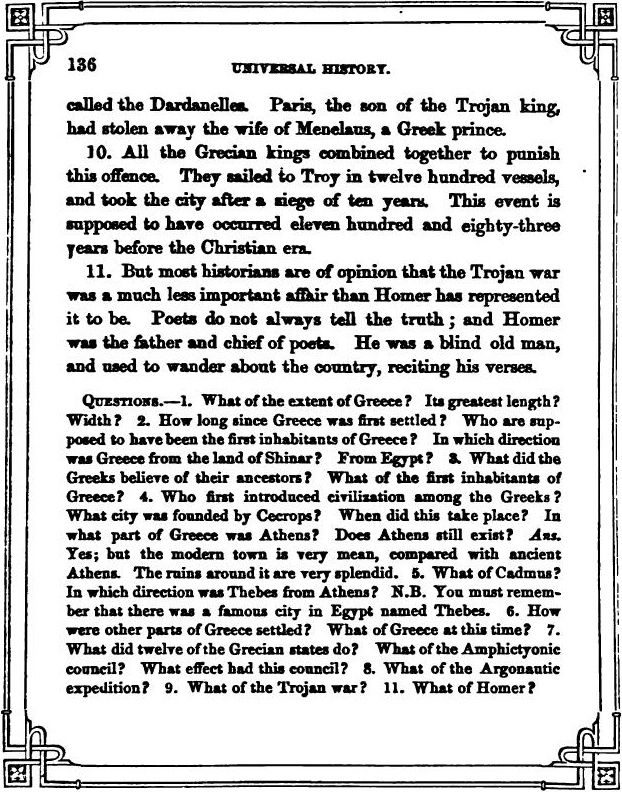 136
UNIVERSAL HISTORY.
called the Dardanelles. Paris, the son of the Trojan king,
had stolen away the wife of Menelaus, a Greek prince.
10. All the Grecian kings combined together to punish
this offence. They sailed to Troy in twelve hundred vessels,
and took the city after a siege of ten years. This event is
supposed to have occurred eleven hundred and eighty-three
years before the Christian era.
11. But most historians are of opinion that the Trojan war
was a much less important affair than Homer has represented
it to be. Poets do not always tell the truth; and Homer
was the father and chief of poets. He was a blind old man,
and used to wander about the country, reciting his verses.
QUESTIONS.—1. What of the extent of Greece? Its greatest length?
Width? 2. How long since Greece was first settled? Who are sup-
posed to have been the first inhabitants of Greece? In which direction
was Greece from the land of Shinar? From Egypt? 3. What did the
Greeks believe of their ancestors? What of the first inhabitants of
Greece? 4. Who first introduced civilization among the Greeks?
What city was founded by Cecrops? When did this take place? In
what part of Greece was Athens? Does Athens still exist? Ans.
Yes; but the modern town is very mean, compared with ancient
Athens. The ruins around it are very splendid. 5. What of Cadmus?
In which direction was Thebes from Athens? N.B. You must remem-
ber that there was a famous city in Egypt named Thebes. 6. How
were other parts of Greece settled? What of Greece at this time? 7.
What did twelve of the Grecian states do? What of the Amphictyonic
council? What effect had this council? 8. What of the Argonautic
expedition? 9. What of the Trojan war? 11. What of Homer?